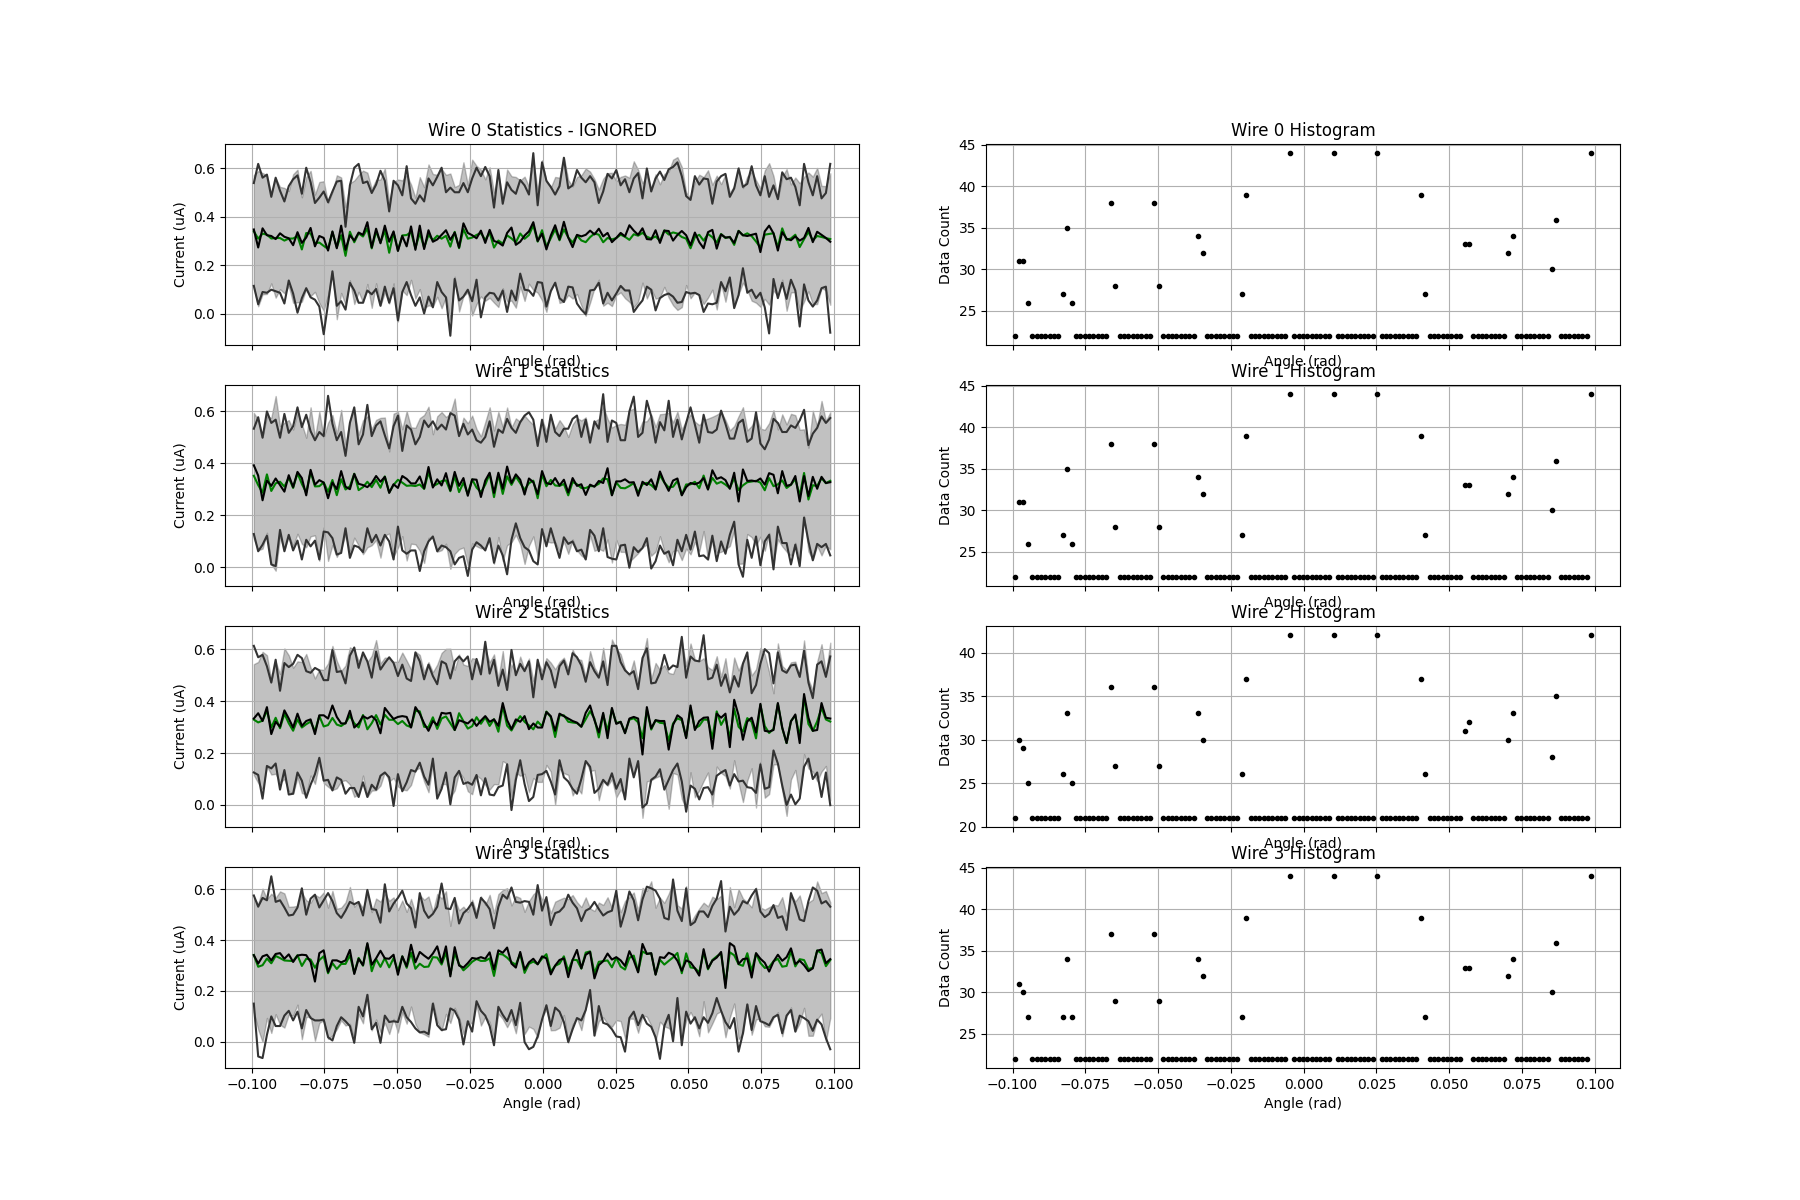 Wire 0 Statistics - IGNORED
Current (uA)
0.6
0.4
0.2
0.0
Angle (rad)
Wire 0 Histogram
Data Count
45
40
35
30
25
Angle (rad)
Wire 1 Statistics
Current (uA)
0.6
0.4
0.2
0.0
Angle (rad)
Wire 1 Histogram
Data Count
45
40
35
30
25
Angle (rad)
Wire 2 Statistics
Current (uA)
0.6
0.4
0.2
0.0
Angle (rad)
Wire 2 Histogram
Data Count
40
35
30
25
20
Angle (rad)
Wire 3 Statistics
Current (uA)
0.6
0.4
0.2
0.0
−0.100 −0.075 −0.050 −0.025 0.000 0.025 0.050 0.075 0.100
Angle (rad)
Wire 3 Histogram
Data Count
45
40
35
30
25
−0.100 −0.075 −0.050 −0.025 0.000 0.025 0.050 0.075 0.100
Angle (rad)